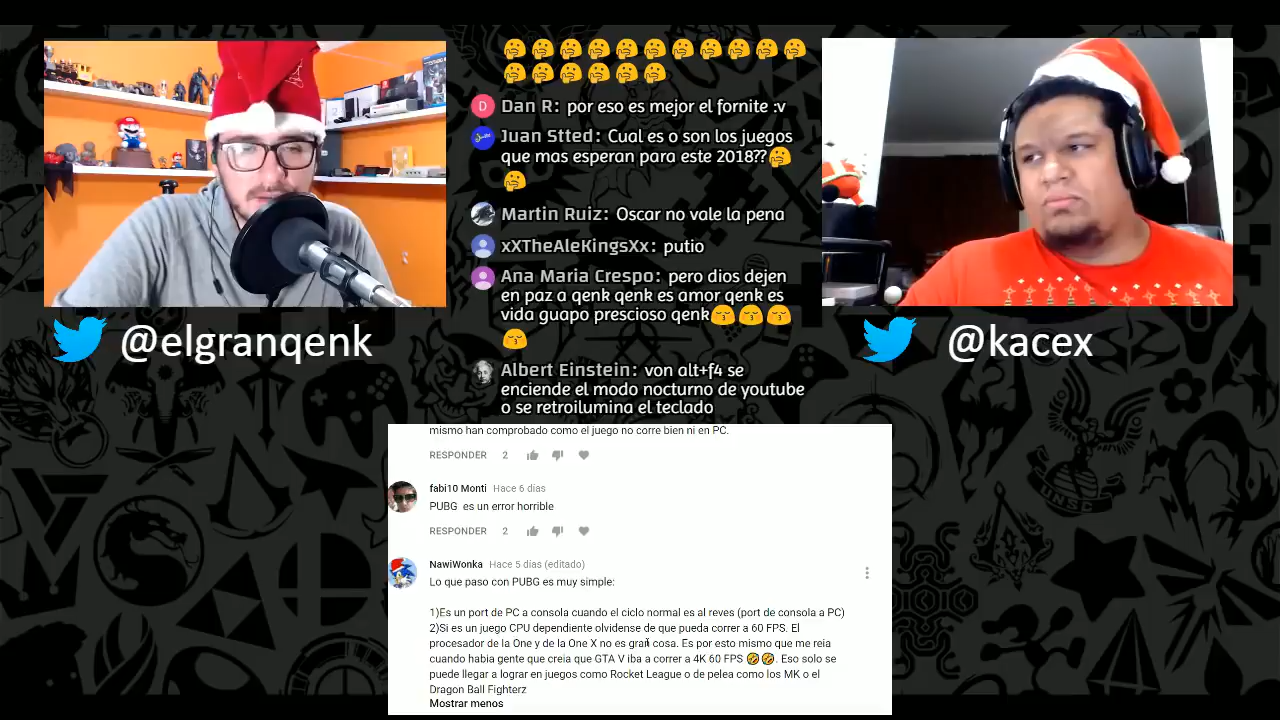 🤔🤔🤔🤔🤔🤔🤔🤔🤔🤔🤔
🤔🤔🤔🤔🤔🤔
D Dan R: por eso es mejor el fornite :v
Juan Stted: Cual es o son los juegos
que mas esperan para este 2018??🤔
🤔
Martin Ruiz: Oscar no vale la pena
xXTheAleKingsXx: putio
Ana Maria Crespo: pero dios dejen
en paz a qenk qenk es amor qenk es
vida guapo prescioso qenk😚😚😚
😚
Albert Einstein: von alt+f4 se
enciende el modo nocturno de youtube
o se retroilumina el teclado
@elgranqenk
@kacex
mismo han comprobado como el juego no corre bien ni en PC.
RESPONDER 2
fabi10 Monti Hace 6 días
PUBG es un error horrible
RESPONDER 2
NawiWonka Hace 5 días (editado)
Lo que paso con PUBG es muy simple:
1)Es un port de PC a consola cuando el ciclo normal es al reves (port de consola a PC)
2)Si es un juego CPU dependiente olvidense de que pueda correr a 60 FPS. El
procesador de la One y de la One X no es gran cosa. Es por esto mismo que me reia
cuando habia gente que creia que GTA V iba a correr a 4K 60 FPS 🤣🤣. Eso solo se
puede llegar a lograr en juegos como Rocket League o de pelea como los MK o el
Dragon Ball Fighterz
Mostrar menos
UNSC